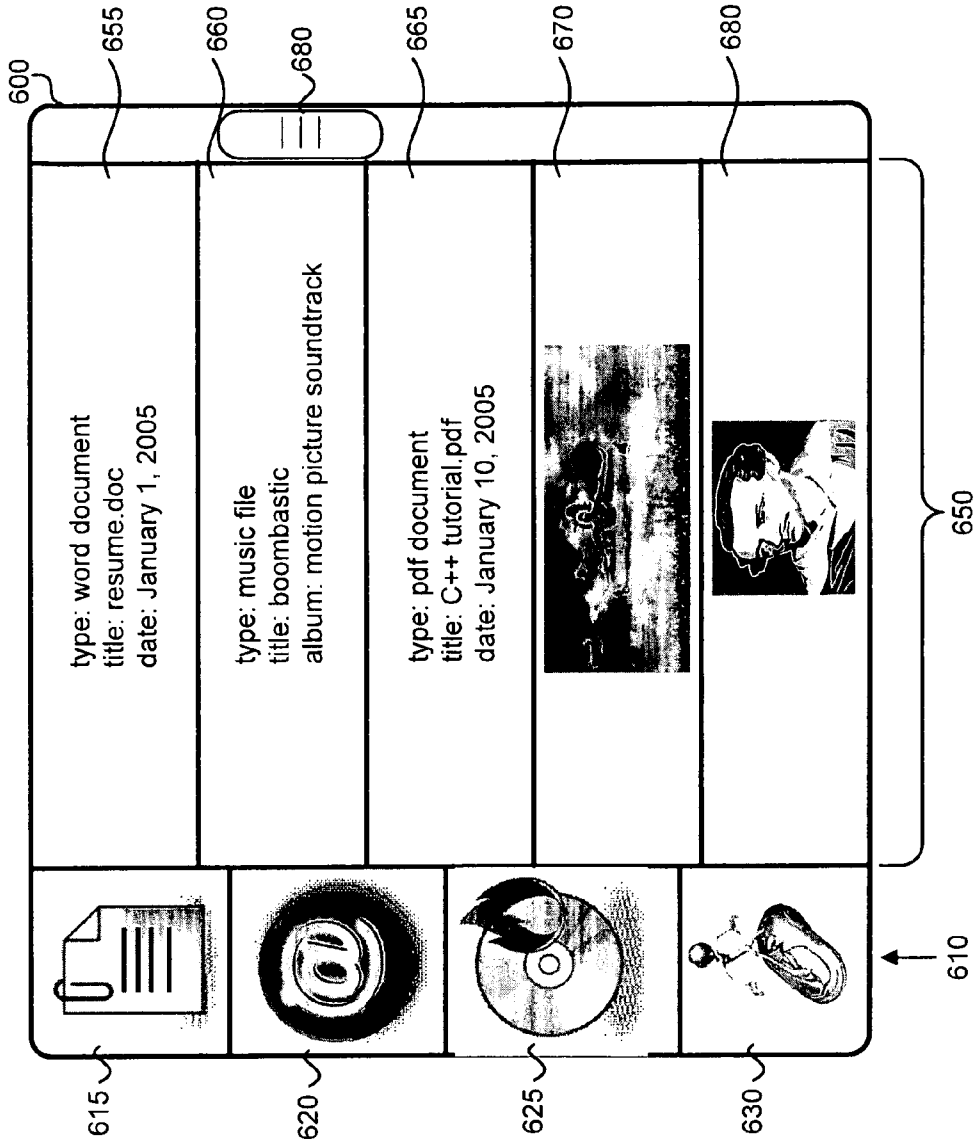 600
655
660
680
665
670
680
type: word document
title: resume.doc
date: January 1, 2005
type: music file
title: boombastic
album: motion picture soundtrack
type: pdf document
title: C++ tutorial.pdf
date: January 10, 2005
650
615
620
625
630
610
@